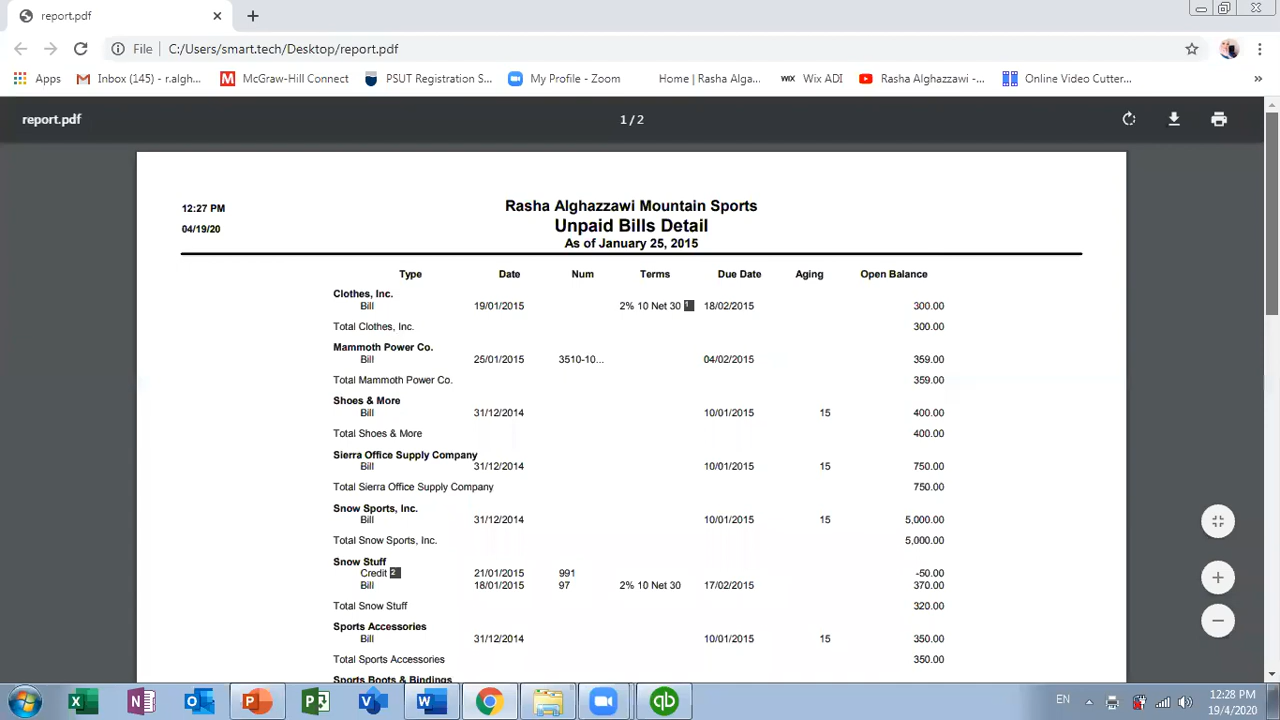 report.pdf
File C:/Users/smart.tech/Desktop/report.pdf
Apps Inbox (145) - r.algh... McGraw-Hill Connect PSUT Registration S... My Profile - Zoom Home | Rasha Alga... WIX Wix ADI Rasha Alghazzawi -... Online Video Cutter... »
report.pdf 1 / 2
12:27 PM
04/19/20
Rasha Alghazzawi Mountain Sports
Unpaid Bills Detail
As of January 25, 2015
Type Date Num Terms Due Date Aging Open Balance
Clothes, Inc.
Bill 19/01/2015 2% 10 Net 30 1 18/02/2015 300.00
Total Clothes, Inc. 300.00
Mammoth Power Co.
Bill 25/01/2015 3510-10... 04/02/2015 359.00
Total Mammoth Power Co. 359.00
Shoes & More
Bill 31/12/2014 10/01/2015 15 400.00
Total Shoes & More 400.00
Sierra Office Supply Company
Bill 31/12/2014 10/01/2015 15 750.00
Total Sierra Office Supply Company 750.00
Snow Sports, Inc.
Bill 31/12/2014 10/01/2015 15 5,000.00
Total Snow Sports, Inc. 5,000.00
Snow Stuff
Credit 2 21/01/2015 991 -50.00
Bill 18/01/2015 97 2% 10 Net 30 17/02/2015 370.00
Total Snow Stuff 320.00
Sports Accessories
Bill 31/12/2014 10/01/2015 15 350.00
Total Sports Accessories 350.00
Sports Boots & Bindings
EN 12:28 PM
19/4/2020